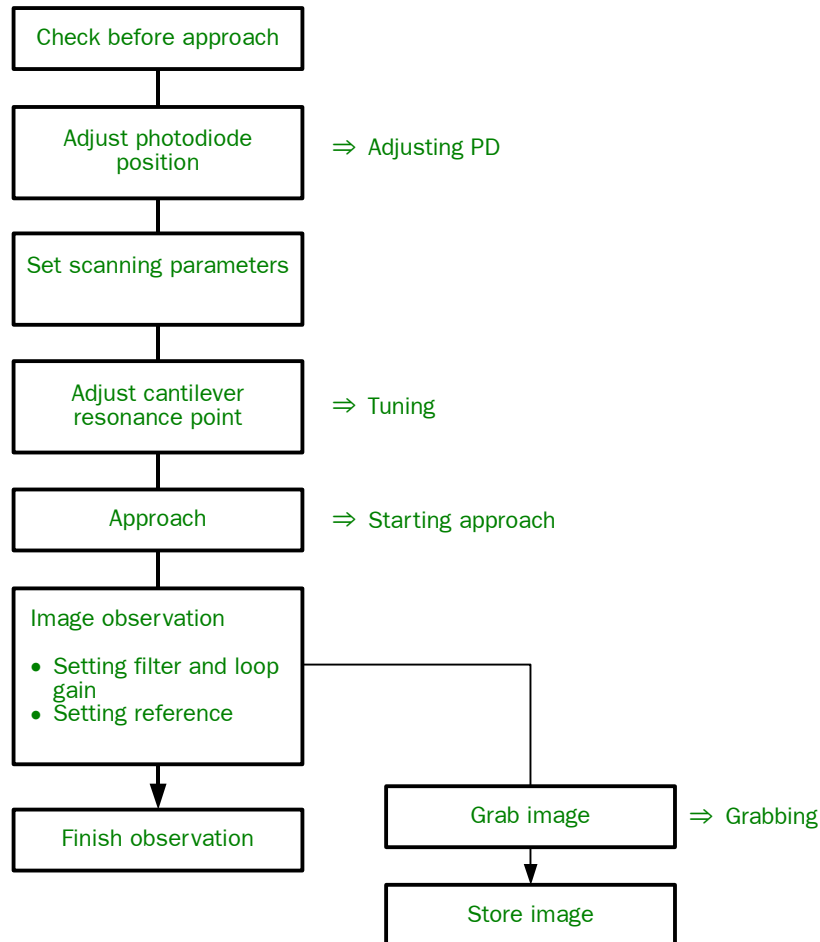 Check before approach
Adjust photodiode
position
⇒ Adjusting PD
Set scanning parameters
Adjust cantilever
resonance point
⇒ Tuning
Approach
⇒ Starting approach
Image observation
• Setting filter and loop
gain
• Setting reference
Finish observation
Grab image
⇒ Grabbing
Store image